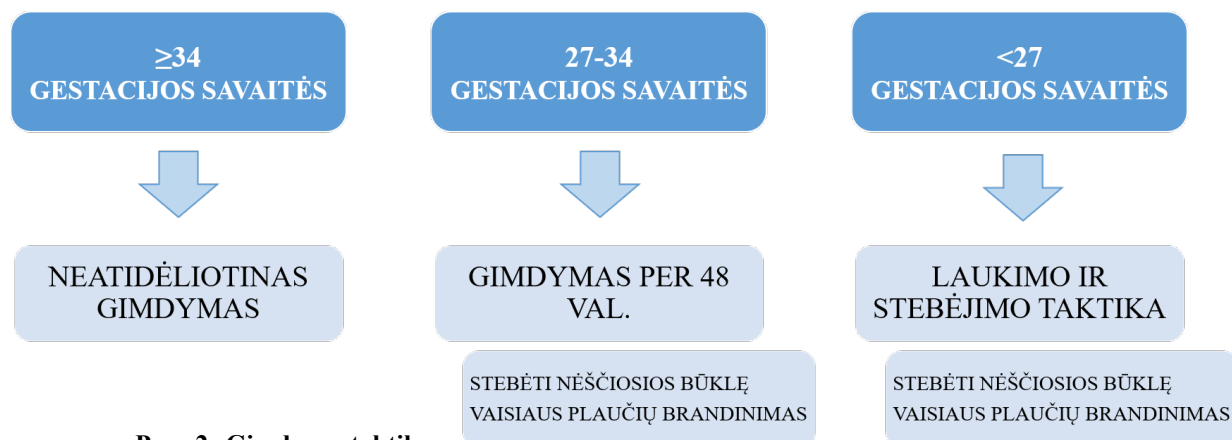 ≥34
GESTACIJOS SAVAITĖS
27-34
GESTACIJOS SAVAITĖS
<27
GESTACIJOS SAVAITĖS
NEATIDĖLIOTINAS
GIMDYMAS
GIMDYMAS PER 48
VAL.
LAUKIMO IR
STEBĖJIMO TAKTIKA
STEBĖTI NĖŠČIOSIOS BŪKLĘ
VAISIAUS PLAUČIŲ BRANDINIMAS
STEBĖTI NĖŠČIOSIOS BŪKLĘ
VAISIAUS PLAUČIŲ BRANDINIMAS